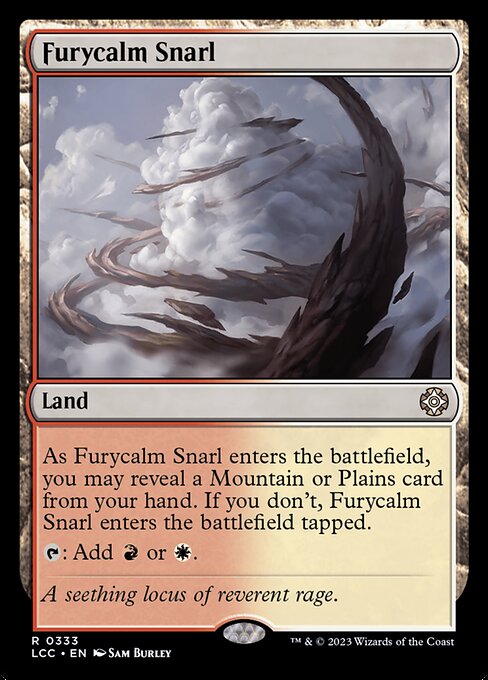 Furycalm Snarl
Land
As Furycalm Snarl enters the battlefield,
you may reveal a Mountain or Plains card
from your hand. If you don't, Furycalm
Snarl enters the battlefield tapped.
: Add or .
A seething locus of reverent rage.
R 0333
LCC • EN Sam Burley
™ & © 2023 Wizards of the Coast